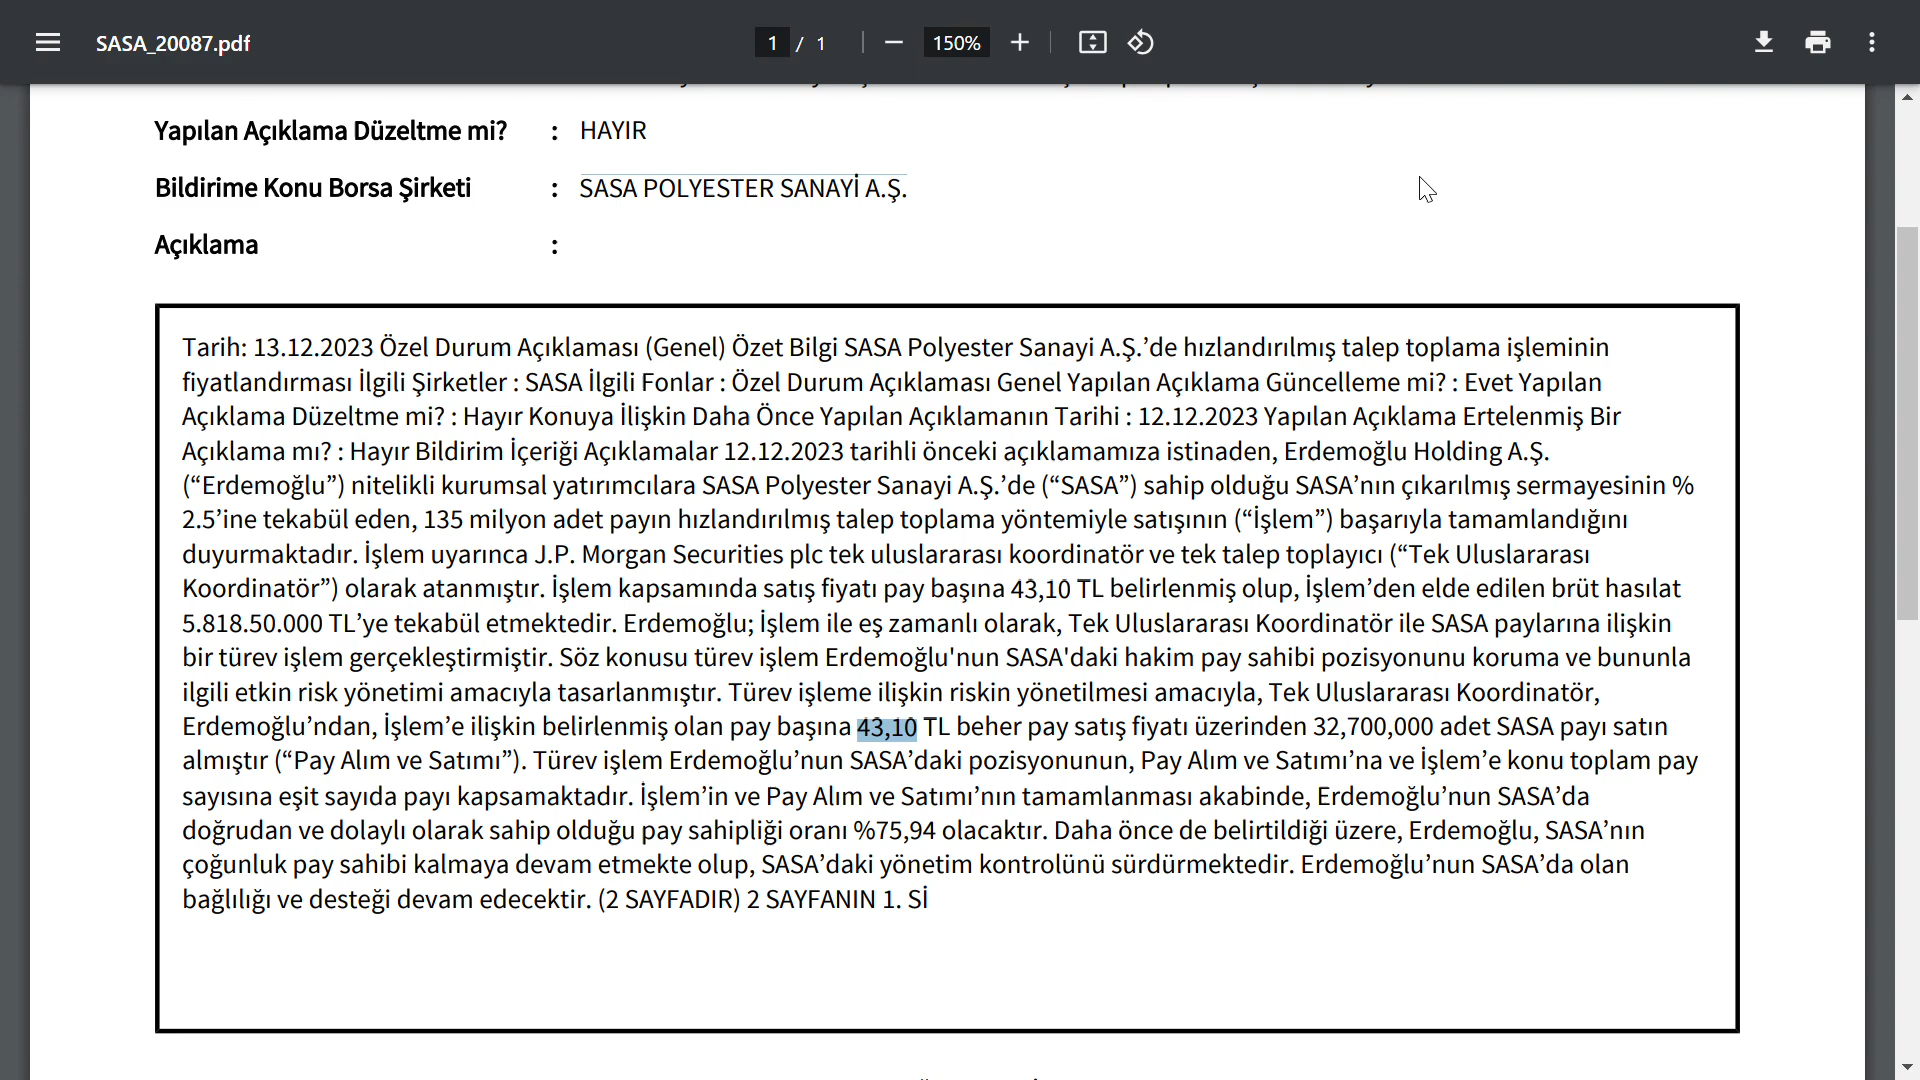 SASA_20087.pdf
1 / 1
150%
Yapılan Açıklama Düzeltme mi? : HAYIR
Bildirime Konu Borsa Şirketi : SASA POLYESTER SANAYİ A.Ş.
Açıklama :
Tarih: 13.12.2023 Özel Durum Açıklaması (Genel) Özet Bilgi SASA Polyester Sanayi A.Ş.’de hızlandırılmış talep toplama işleminin
fiyatlandırması İlgili Şirketler : SASA İlgili Fonlar : Özel Durum Açıklaması Genel Yapılan Açıklama Güncelleme mi? : Evet Yapılan
Açıklama Düzeltme mi? : Hayır Konuya İlişkin Daha Önce Yapılan Açıklamanın Tarihi : 12.12.2023 Yapılan Açıklama Ertelenmiş Bir
Açıklama mı? : Hayır Bildirim İçeriği Açıklamalar 12.12.2023 tarihli önceki açıklamamıza istinaden, Erdemoğlu Holding A.Ş.
(“Erdemoğlu”) nitelikli kurumsal yatırımcılara SASA Polyester Sanayi A.Ş.’de (“SASA”) sahip olduğu SASA’nın çıkarılmış sermayesinin %
2.5’ine tekabül eden, 135 milyon adet payın hızlandırılmış talep toplama yöntemiyle satışının (“İşlem”) başarıyla tamamlandığını
duyurmaktadır. İşlem uyarınca J.P. Morgan Securities plc tek uluslararası koordinatör ve tek talep toplayıcı (“Tek Uluslararası
Koordinatör”) olarak atanmıştır. İşlem kapsamında satış fiyatı pay başına 43,10 TL belirlenmiş olup, İşlem’den elde edilen brüt hasılat
5.818.50.000 TL’ye tekabül etmektedir. Erdemoğlu; İşlem ile eş zamanlı olarak, Tek Uluslararası Koordinatör ile SASA paylarına ilişkin
bir türev işlem gerçekleştirmiştir. Söz konusu türev işlem Erdemoğlu'nun SASA'daki hakim pay sahibi pozisyonunu koruma ve bununla
ilgili etkin risk yönetimi amacıyla tasarlanmıştır. Türev işleme ilişkin riskin yönetilmesi amacıyla, Tek Uluslararası Koordinatör,
Erdemoğlu’ndan, İşlem’e ilişkin belirlenmiş olan pay başına 43,10 TL beher pay satış fiyatı üzerinden 32,700,000 adet SASA payı satın
almıştır (“Pay Alım ve Satımı”). Türev işlem Erdemoğlu’nun SASA’daki pozisyonunun, Pay Alım ve Satımı’na ve İşlem’e konu toplam pay
sayısına eşit sayıda payı kapsamaktadır. İşlem’in ve Pay Alım ve Satımı’nın tamamlanması akabinde, Erdemoğlu’nun SASA’da
doğrudan ve dolaylı olarak sahip olduğu pay sahipliği oranı %75,94 olacaktır. Daha önce de belirtildiği üzere, Erdemoğlu, SASA’nın
çoğunluk pay sahibi kalmaya devam etmekte olup, SASA’daki yönetim kontrolünü sürdürmektedir. Erdemoğlu’nun SASA’da olan
bağlılığı ve desteği devam edecektir. (2 SAYFADIR) 2 SAYFANIN 1. Sİ